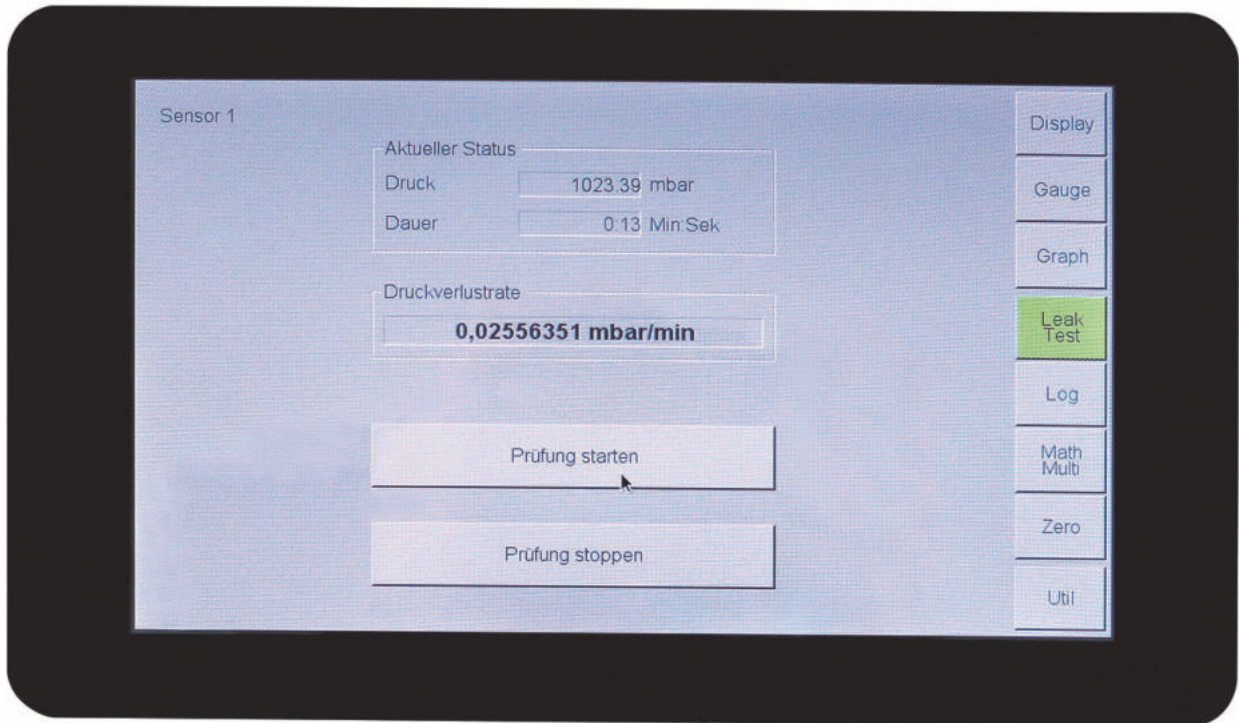 Sensor 1
Aktueller Status
Druck 1023.39 mbar
Dauer 0:13 Min:Sek
Druckverlustrate
0,02556351 mbar/min
Prüfung starten
Prüfung stoppen
Display
Gauge
Graph
Leak
Test
Log
Math
Multi
Zero
Util